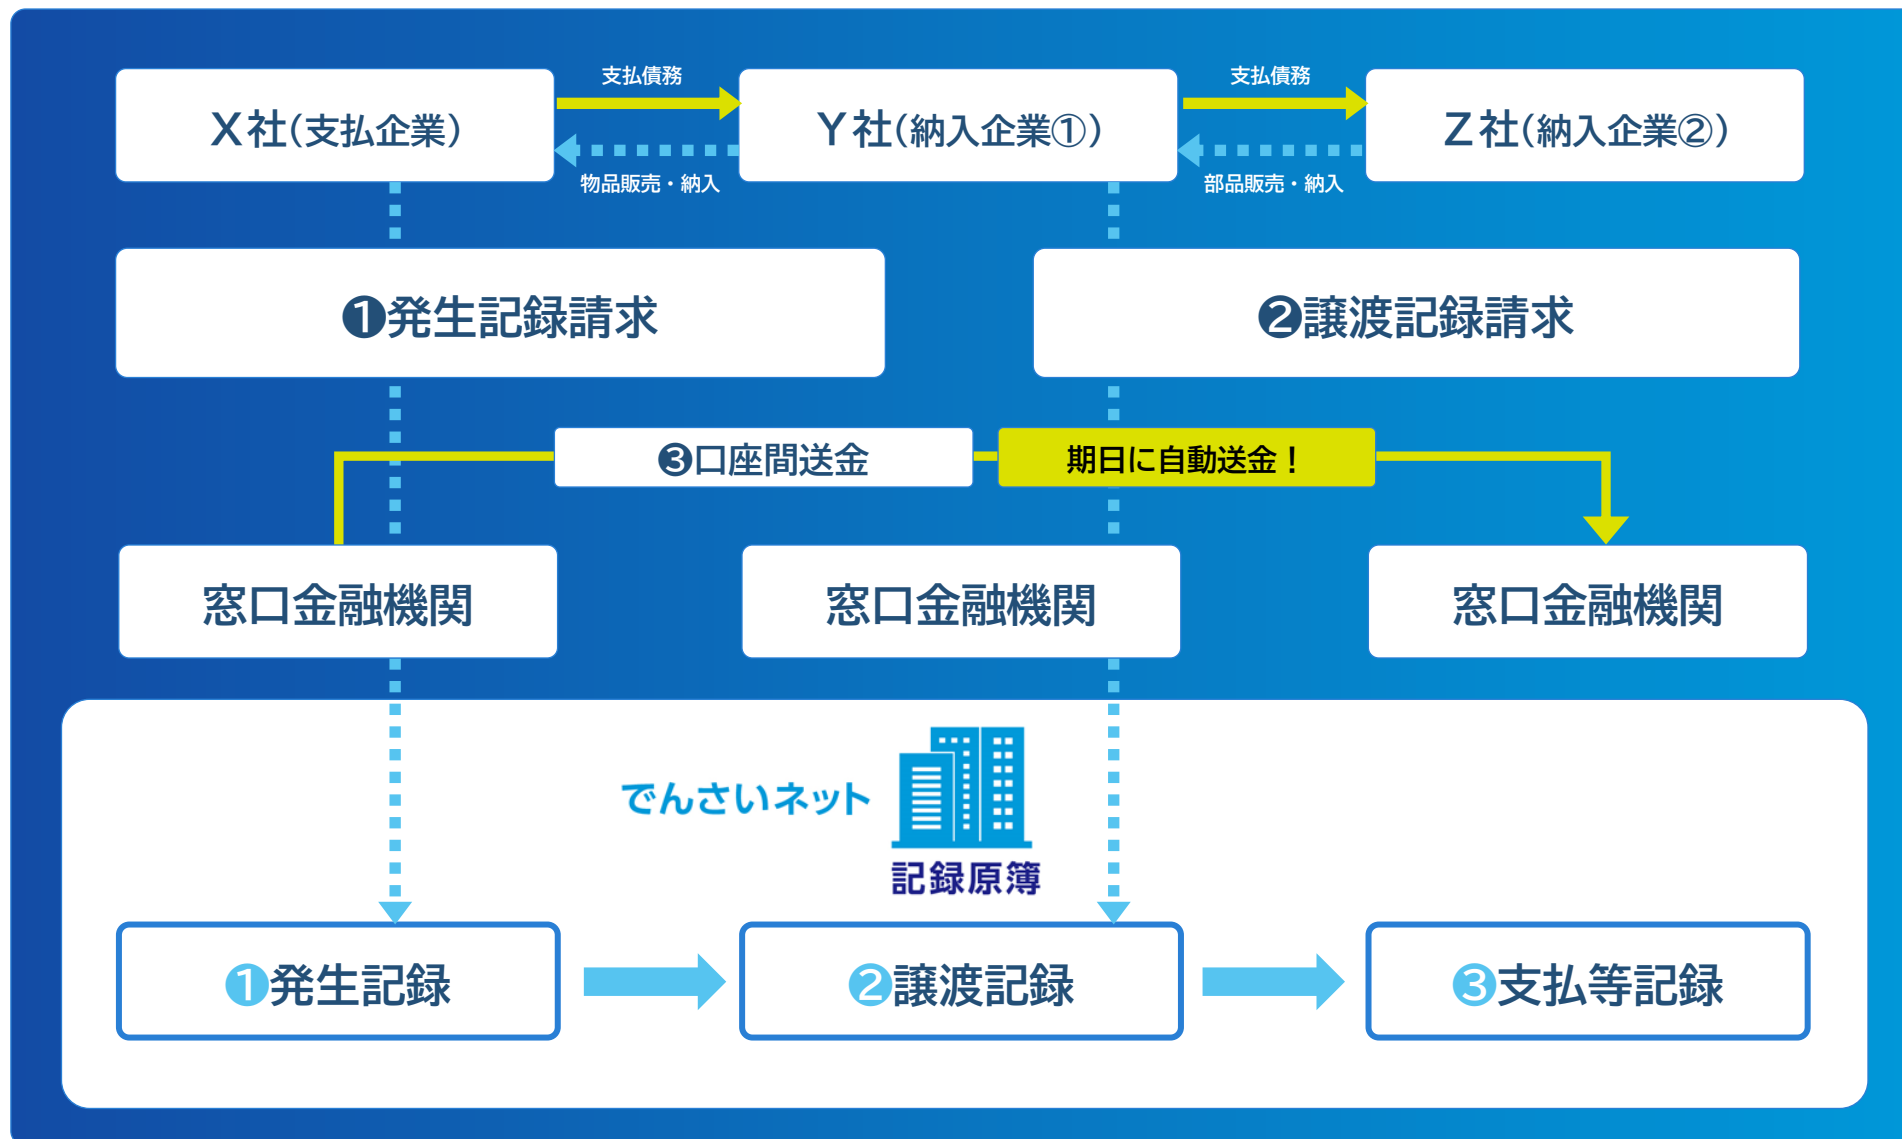 支払債務
支払債務
X社(支払企業)
Y社(納入企業①)
Z社(納入企業②)
物品販売・納入
部品販売・納入
❶発生記録請求
❷譲渡記録請求
❸口座間送金
期日に自動送金！
窓口金融機関
窓口金融機関
窓口金融機関
でんさいネット
記録原簿
❶発生記録
❷譲渡記録
❸支払等記録